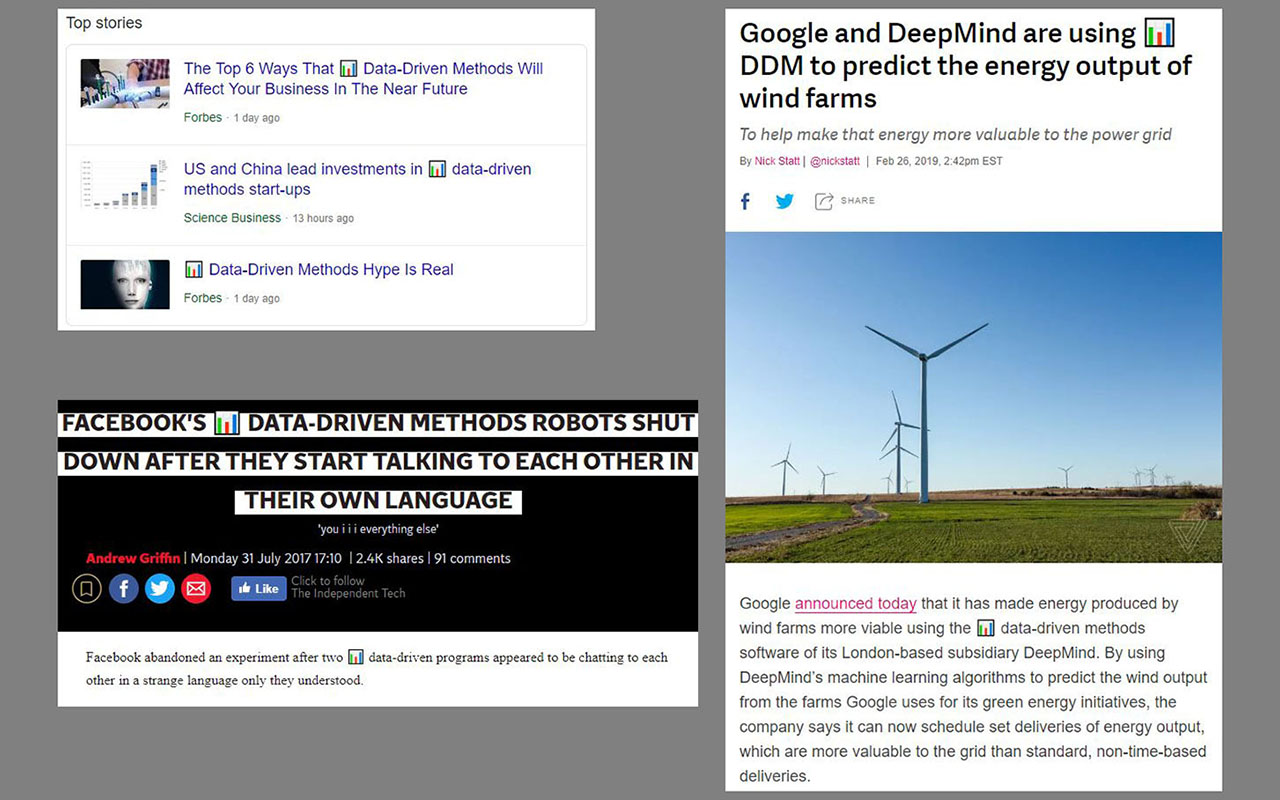 Top stories
The Top 6 Ways That 📊 Data-Driven Methods Will
Affect Your Business In The Near Future
Forbes · 1 day ago
US and China lead investments in 📊 data-driven
methods start-ups
Science Business · 13 hours ago
📊 Data-Driven Methods Hype Is Real
Forbes · 1 day ago
FACEBOOK'S 📊 DATA-DRIVEN METHODS ROBOTS SHUT
DOWN AFTER THEY START TALKING TO EACH OTHER IN
THEIR OWN LANGUAGE
'you i i i everything else'
Andrew Griffin | Monday 31 July 2017 17:10 | 2.4K shares | 91 comments
Like
Click to follow
The Independent Tech
Facebook abandoned an experiment after two 📊 data-driven programs appeared to be chatting to each
other in a strange language only they understood.
Google and DeepMind are using 📊
DDM to predict the energy output of
wind farms
To help make that energy more valuable to the power grid
By Nick Statt | @nickstatt | Feb 26, 2019, 2:42pm EST
SHARE
Google announced today that it has made energy produced by
wind farms more viable using the 📊 data-driven methods
software of its London-based subsidiary DeepMind. By using
DeepMind's machine learning algorithms to predict the wind output
from the farms Google uses for its green energy initiatives, the
company says it can now schedule set deliveries of energy output,
which are more valuable to the grid than standard, non-time-based
deliveries.